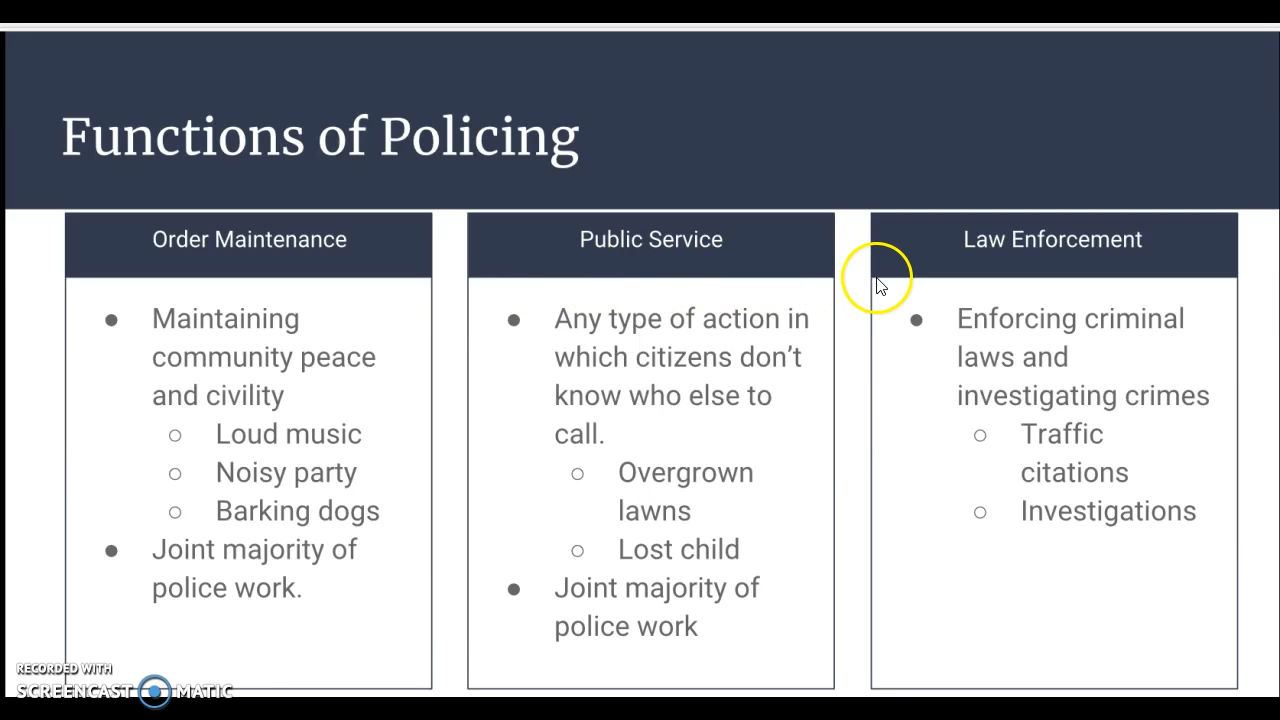 Functions of Policing
Order Maintenance
Maintaining
community peace
and civility
Loud music
Noisy party
Barking dogs
Joint majority of
police work.
Public Service
Any type of action in
which citizens don't
know who else to
call.
Overgrown
lawns
Lost child
Joint majority of
police work
Law Enforcement
Enforcing criminal
laws and
investigating crimes
Traffic
citations
Investigations
RECORDED WITH
SCREENCAST MATIC